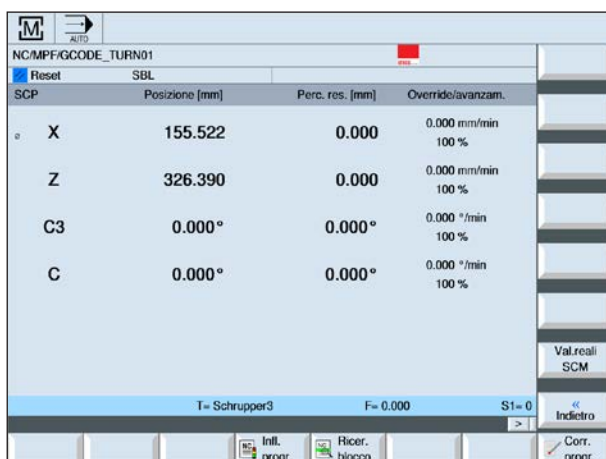 M
AUTO
NC/MPF/GCODE_TURN01
Reset SBL
SCP Posizione [mm] Perc. res. [mm] Override/avanzam.
ø X 155.522 0.000 0.000 mm/min
100 %
Z 326.390 0.000 0.000 mm/min
100 %
C3 0.000° 0.000° 0.000 °/min
100 %
C 0.000° 0.000° 0.000 °/min
100 %
Val.reali
SCM
T= Schrupper3 F= 0.000 S1= 0
«
Indietro
>
NC Infl.
progr.
NC Ricer.
blocco
Corr.
progr.